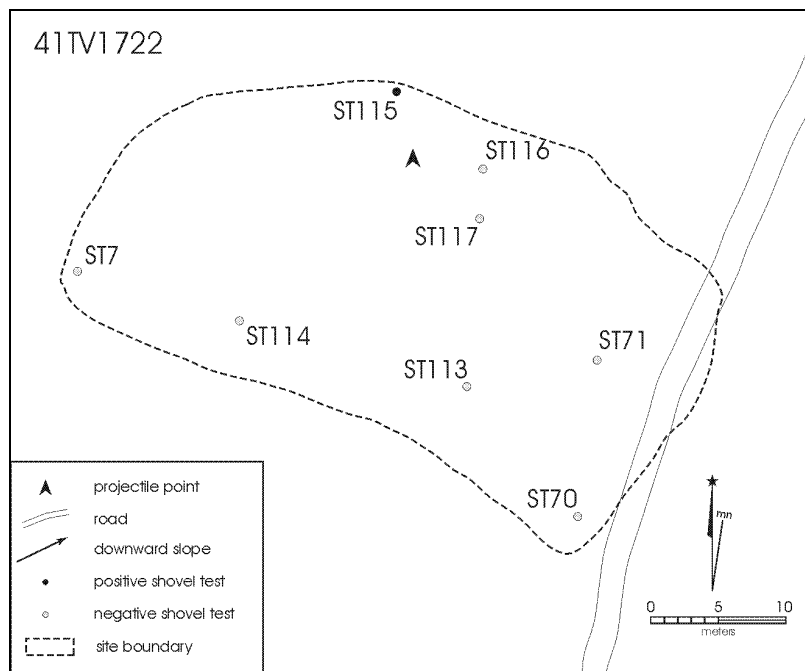 41TV1722
ST115
ST116
ST117
ST7
ST114
ST71
ST113
ST70
projectile point
road
downward slope
positive shovel test
negative shovel test
site boundary
mn
0 5 10
meters